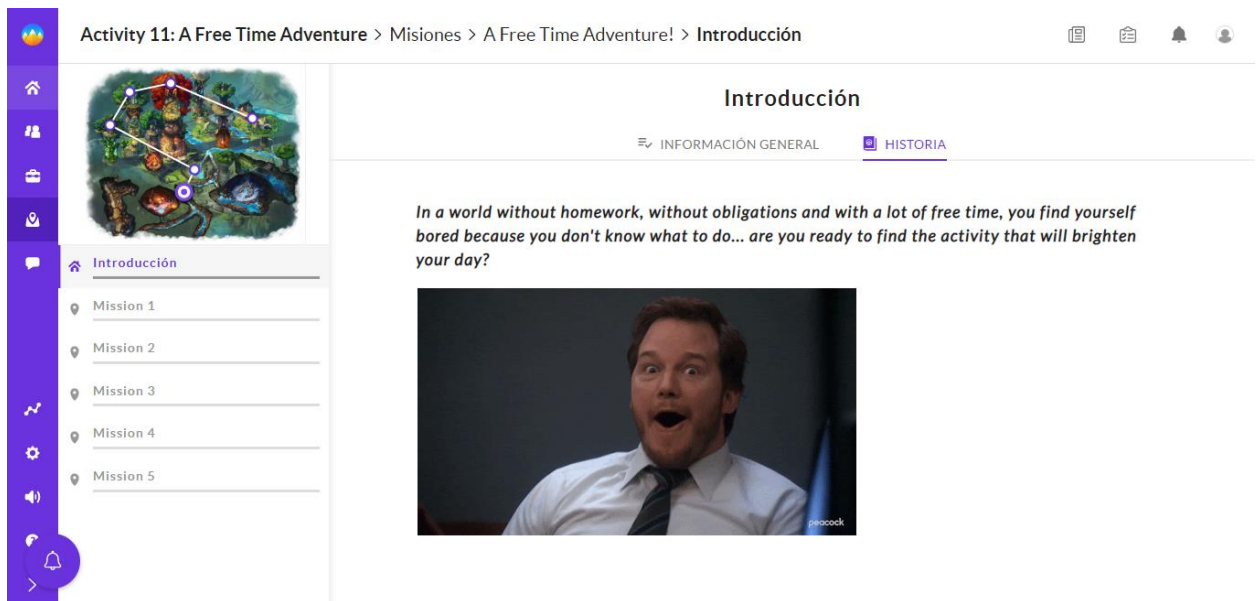 Activity 11: A Free Time Adventure > Misiones > A Free Time Adventure! > Introducción
Introducción
INFORMACIÓN GENERAL
HISTORIA
In a world without homework, without obligations and with a lot of free time, you find yourself
bored because you don't know what to do... are you ready to find the activity that will brighten
your day?
Introducción
Mission 1
Mission 2
Mission 3
Mission 4
Mission 5
peacock